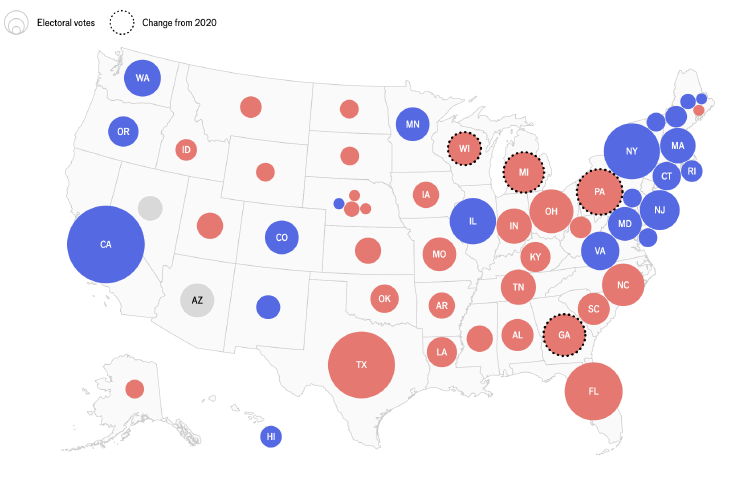 Electoral votes
Change from 2020
WA
OR
MN
ID
WI
MI
NY
MA
CT
RI
PA
NJ
IA
OH
IL
IN
MD
CA
CO
MO
KY
VA
NC
TN
AZ
OK
AR
SC
AL
GA
LA
TX
FL
HI